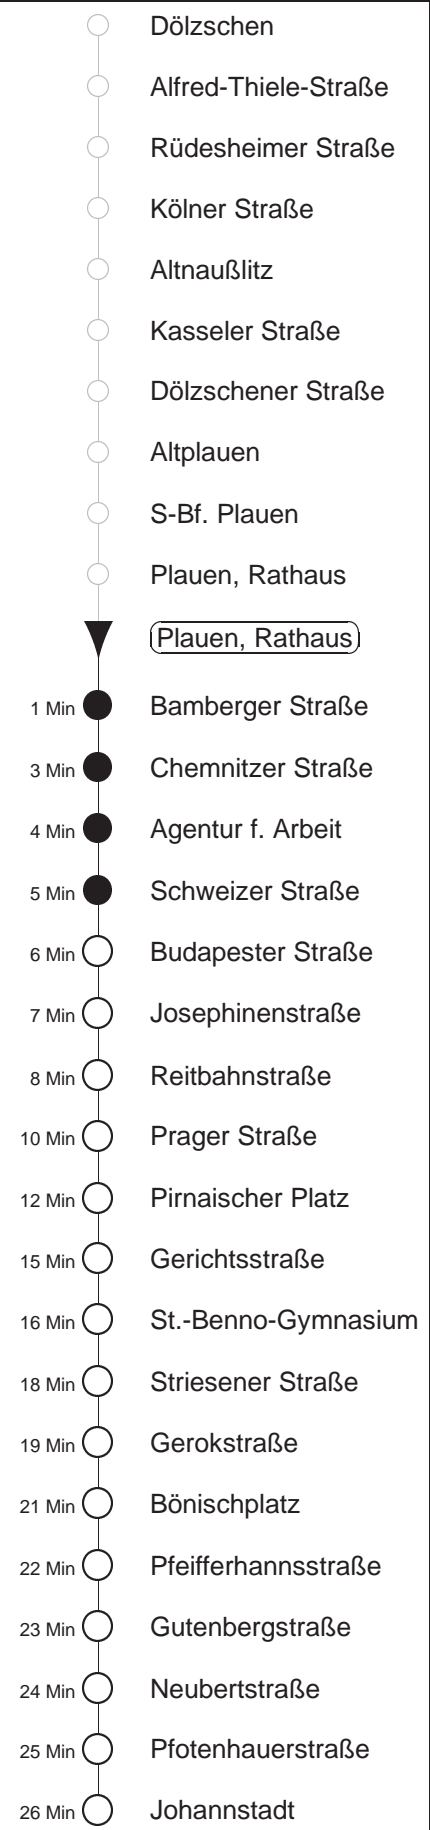 Dölzschen
Alfred-Thiele-Straße
Rüdesheimer Straße
Kölner Straße
Altnaußlitz
Kasseler Straße
Dölzschener Straße
Altplauen
S-Bf. Plauen
Plauen, Rathaus
Plauen, Rathaus
1 Min Bamberger Straße
3 Min Chemnitzer Straße
4 Min Agentur f. Arbeit
5 Min Schweizer Straße
6 Min Budapester Straße
7 Min Josephinenstraße
8 Min Reitbahnstraße
10 Min Prager Straße
12 Min Pirnaischer Platz
15 Min Gerichtsstraße
16 Min St.-Benno-Gymnasium
18 Min Striesener Straße
19 Min Gerokstraße
21 Min Bönischplatz
22 Min Pfeifferhannsstraße
23 Min Gutenbergstraße
24 Min Neubertstraße
25 Min Pfotenhauerstraße
26 Min Johannstadt